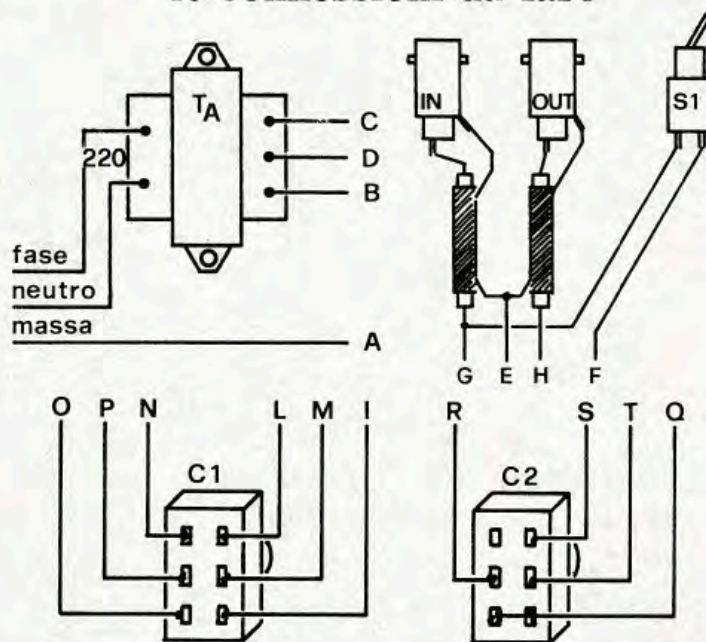 TA
IN
OUT
S1
C
220
D
B
fase
neutro
massa
A
G E H F
O P N L M I
R S T Q
C1
C2